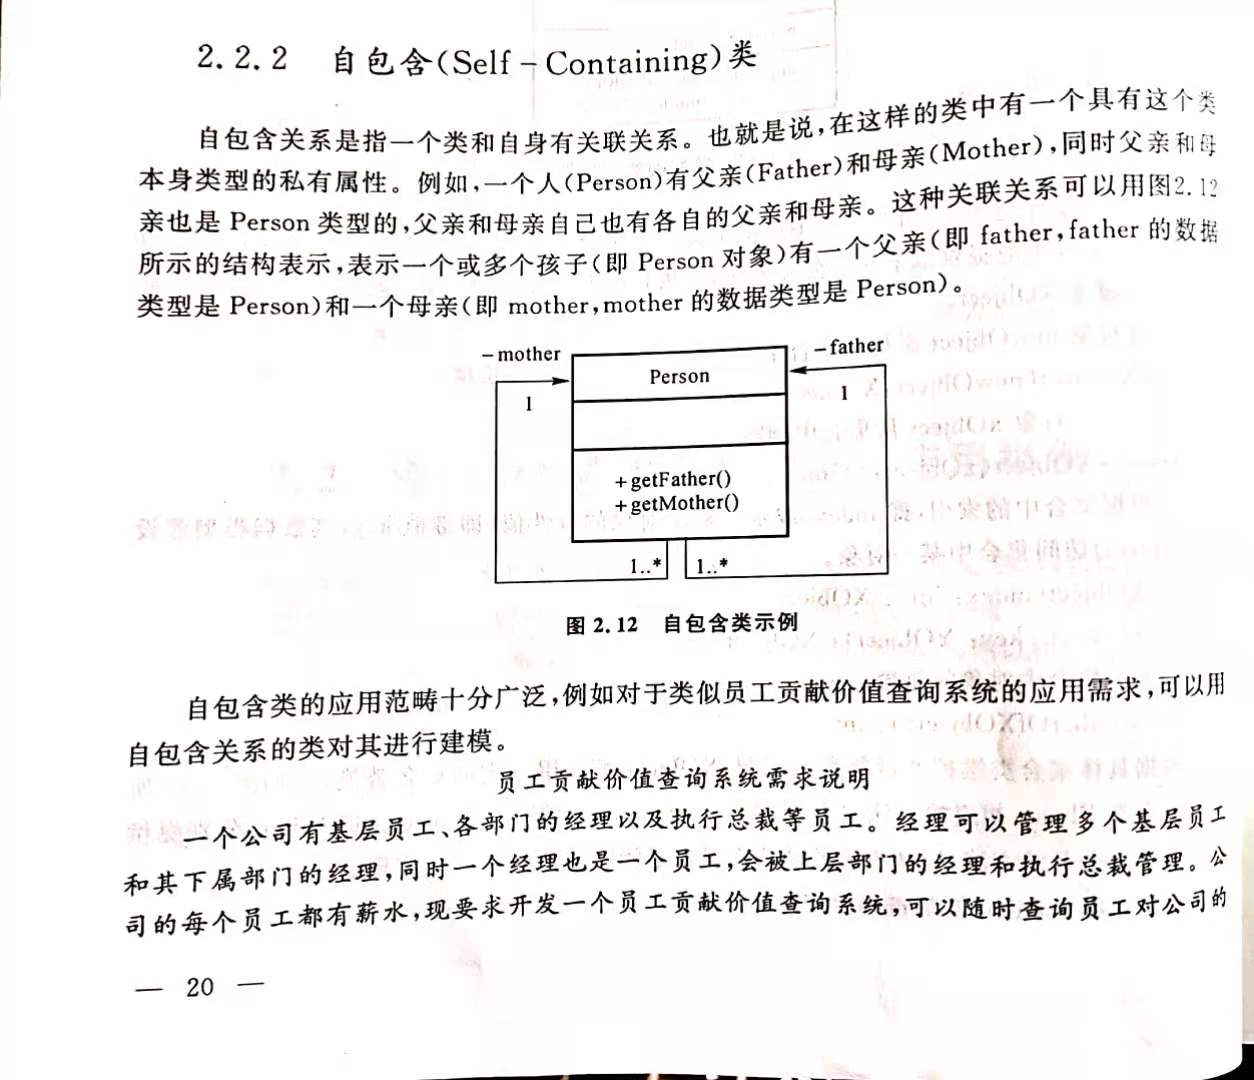 2.2.2 自包含(Self-Containing)类
自包含关系是指一个类和自身有关联关系。也就是说,在这样的类中有一个具有这个类
本身类型的私有属性。例如,一个人(Person)有父亲(Father)和母亲(Mother),同时父亲和母
亲也是 Person 类型的,父亲和母亲自己也有各自的父亲和母亲。这种关联关系可以用图2.12
所示的结构表示,表示一个或多个孩子(即 Person 对象)有一个父亲(即 father,father 的数据
类型是 Person)和一个母亲(即 mother,mother 的数据类型是 Person)。
-mother
-father
Person
1
1
+getFather()
+getMother()
1..*
1..*
图 2.12 自包含类示例
自包含类的应用范畴十分广泛,例如对于类似员工贡献价值查询系统的应用需求,可以用
自包含关系的类对其进行建模。
员工贡献价值查询系统需求说明
一个公司有基层员工、各部门的经理以及执行总裁等员工。经理可以管理多个基层员工
和其下属部门的经理,同时一个经理也是一个员工,会被上层部门的经理和执行总裁管理。公
司的每个员工都有薪水,现要求开发一个员工贡献价值查询系统,可以随时查询员工对公司的
— 20 —